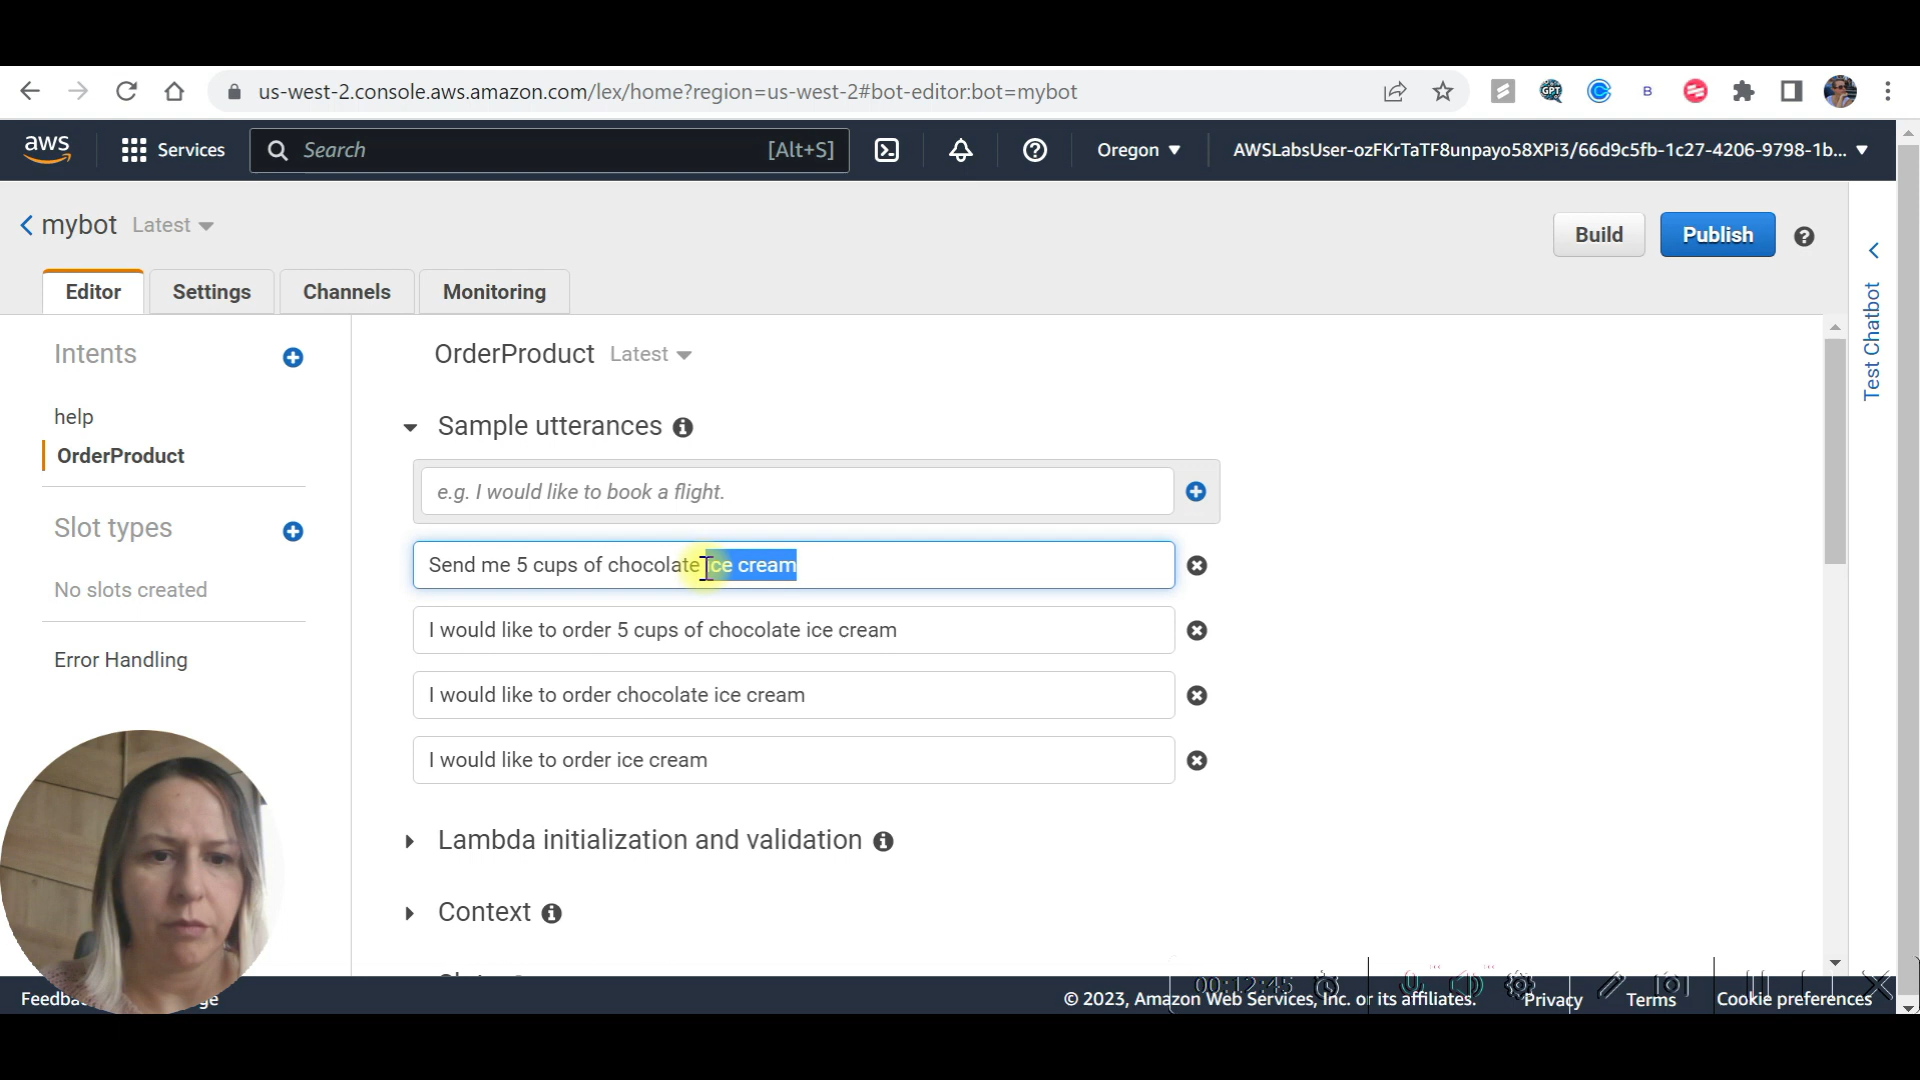 us-west-2.console.aws.amazon.com/lex/home?region=us-west-2#bot-editor:bot=mybot
GPT
B
aws
Services
Search
[Alt+S]
Oregon
AWSLabsUser-ozFKrTaTF8unpayo58XPi3/66d9c5fb-1c27-4206-9798-1b...
mybot
Latest
Build
Publish
Editor
Settings
Channels
Monitoring
Test Chatbot
Intents
help
OrderProduct
Slot types
No slots created
Error Handling
OrderProduct
Latest
Sample utterances
e.g. I would like to book a flight.
Send me 5 cups of chocolate ice cream
I would like to order 5 cups of chocolate ice cream
I would like to order chocolate ice cream
I would like to order ice cream
Lambda initialization and validation
Context
00:12:45
© 2023, Amazon Web Services, Inc. or its affiliates.
Privacy
Terms
Cookie preferences